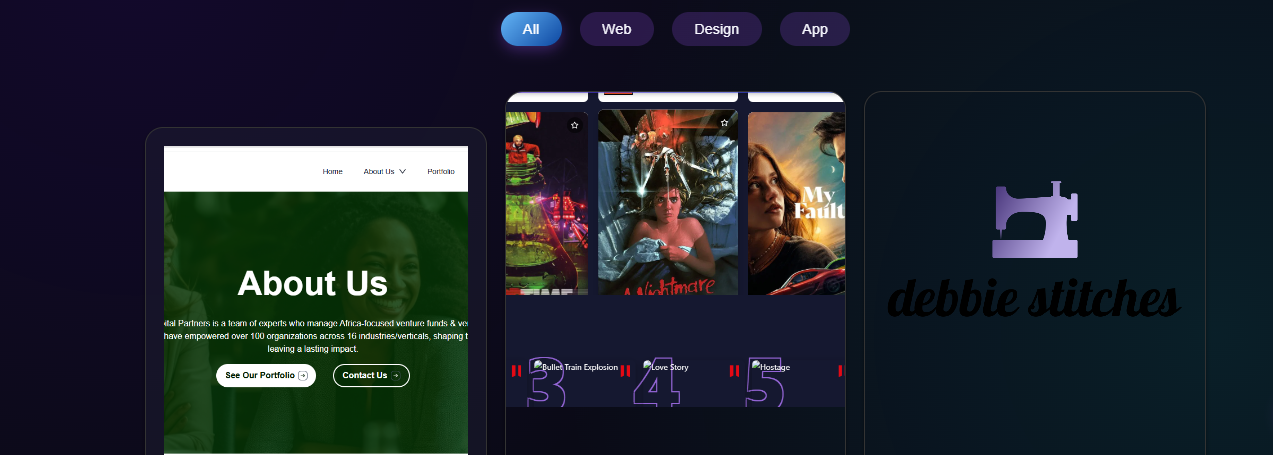 All Web Design App
Home About Us Portfolio
About Us
ital Partners is a team of experts who manage Africa-focused venture funds & ve
have empowered over 100 organizations across 16 industries/verticals, shaping t
leaving a lasting impact.
See Our Portfolio Contact Us
TIME
A Nightmare
My
Fault
3 Bullet Train Explosion
4 Love Story
5 Hostage
debbie stitches